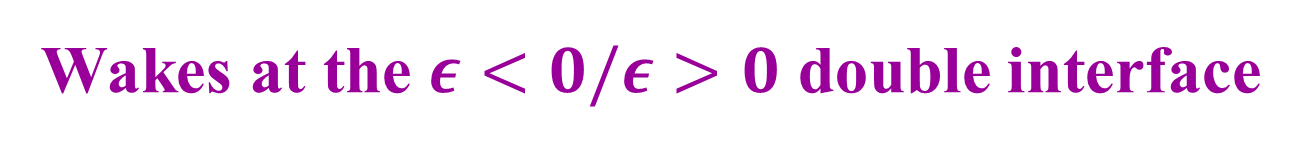 Wakes at the ϵ < 0/ϵ > 0 double interface